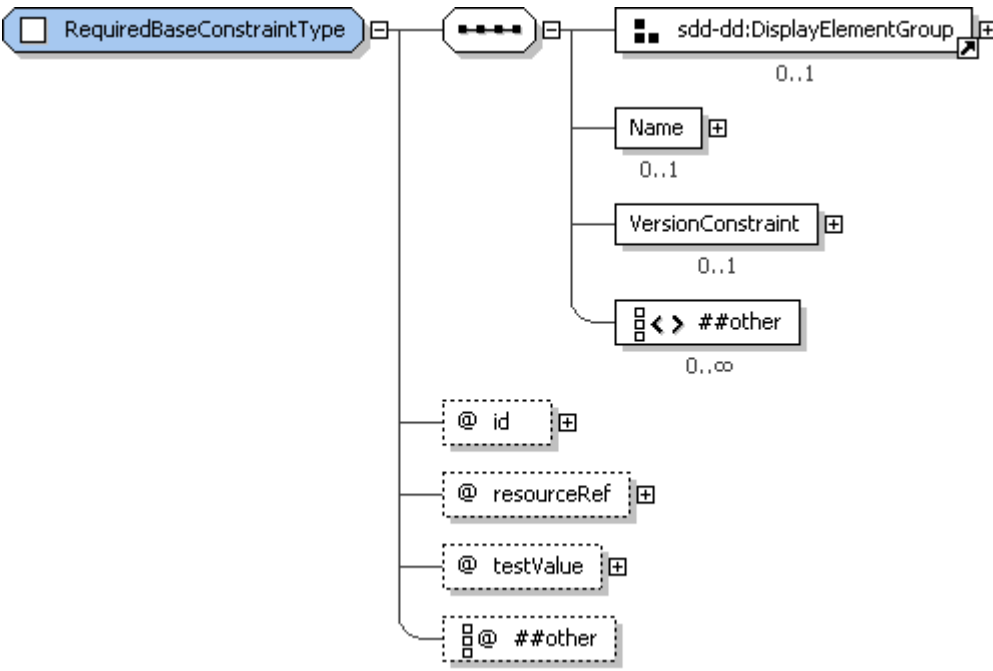 RequiredBaseConstraintType
sdd-dd:DisplayElementGroup
0..1
Name
0..1
VersionConstraint
0..1
##other
0..∞
@ id
@ resourceRef
@ testValue
@ ##other